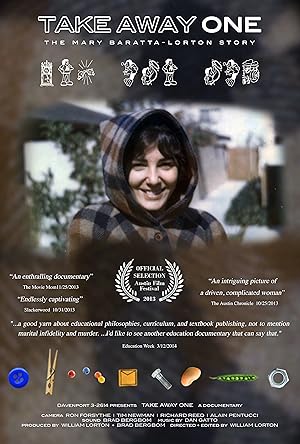 TAKE AWAY ONE
THE MARY BARATTA-LORTON STORY
OFFICIAL
SELECTION
Austin Film
Festival
2013
"An enthralling documentary"
The Movie Mom11/25/2013
"Endlessly captivating"
Slackerwood 10/31/2013
"An intriguing picture of
a driven, complicated woman"
The Austin Chronicle 10/25/2013
"...a good yarn about educational philosophies, curriculum, and textbook publishing, not to mention
marital infidelity and murder. ...I'd like to see another education documentary that can say that."
Education Week 3/12/2014
DAVENPORT 3-2614 PRESENTS TAKE AWAY ONE A DOCUMENTARY
CAMERA RON FORSYTHE | TIM NEWMAN | RICHARD REED | ALAIN PENTUCCI
SOUND BRAD BERGBOM MUSIC BY DAN GATTO
PRODUCED BY WILLIAM LORTON + BRAD BERGBOM DIRECTED + EDITED BY WILLIAM LORTON